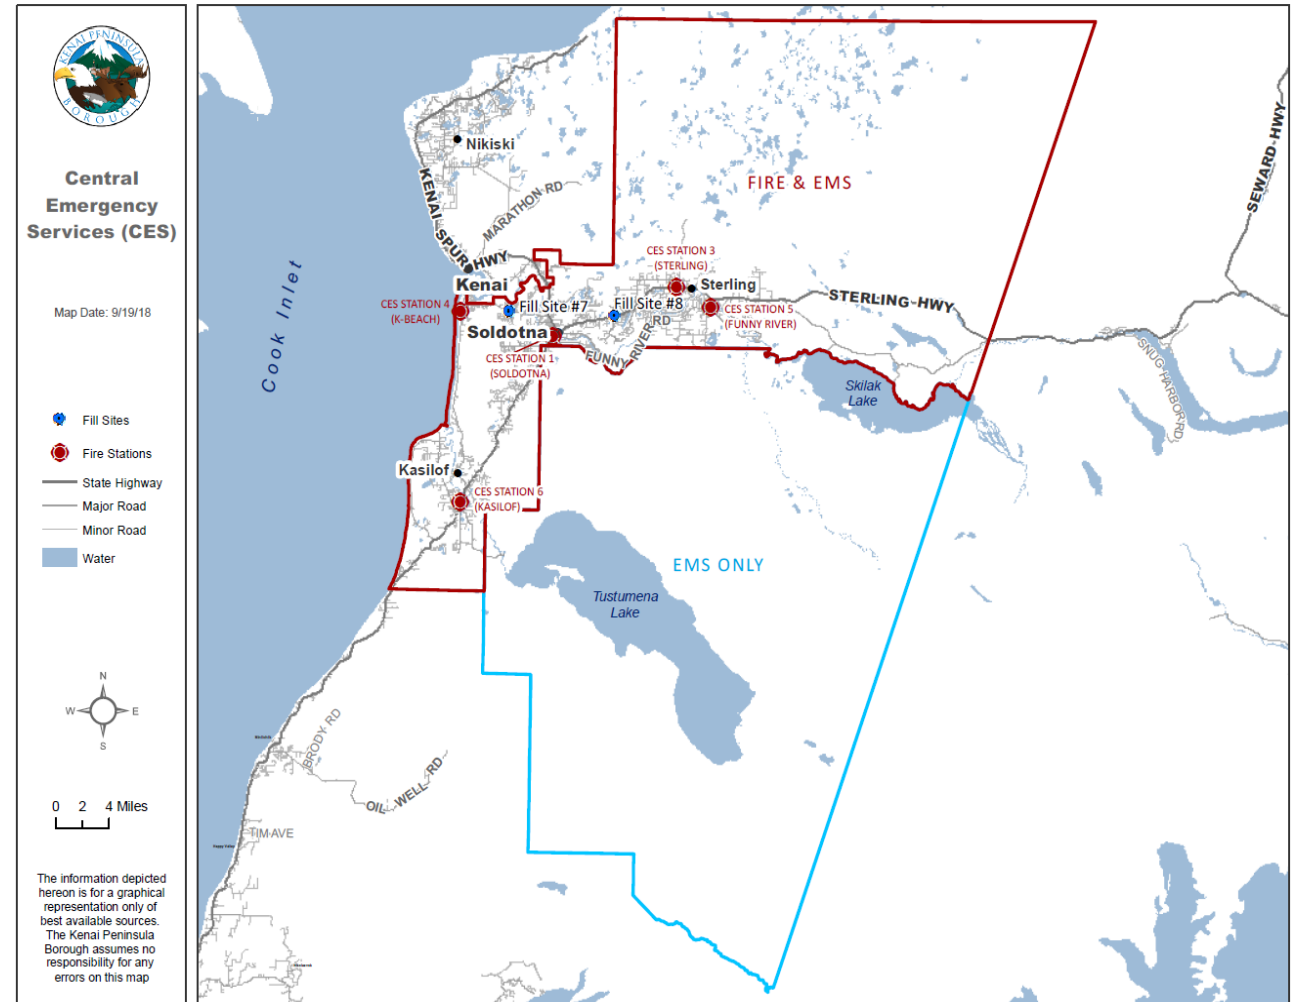 KENAI PENINSULA
BOROUGH
Central
Emergency
Services (CES)
Map Date: 9/19/18
Fill Sites
Fire Stations
State Highway
Major Road
Minor Road
Water
N
W E
S
0 2 4 Miles
The information depicted
hereon is for a graphical
representation only of
best available sources.
The Kenai Peninsula
Borough assumes no
responsibility for any
errors on this map
Cook Inlet
Nikiski
KENAI SPUR HWY
MARATHON RD
FIRE & EMS
SEWARD HWY
Kenai
CES STATION 3
(STERLING)
Sterling
STERLING HWY
CES STATION 4
(K-BEACH)
Fill Site #7
Fill Site #8
CES STATION 5
(FUNNY RIVER)
Soldotna
FUNNY RIVER RD
CES STATION 1
(SOLDOTNA)
SNUG HARBOR RD
Skilak
Lake
Kasilof
CES STATION 6
(KASILOF)
EMS ONLY
Tustumena
Lake
BRODY RD
OIL WELL RD
TIM AVE